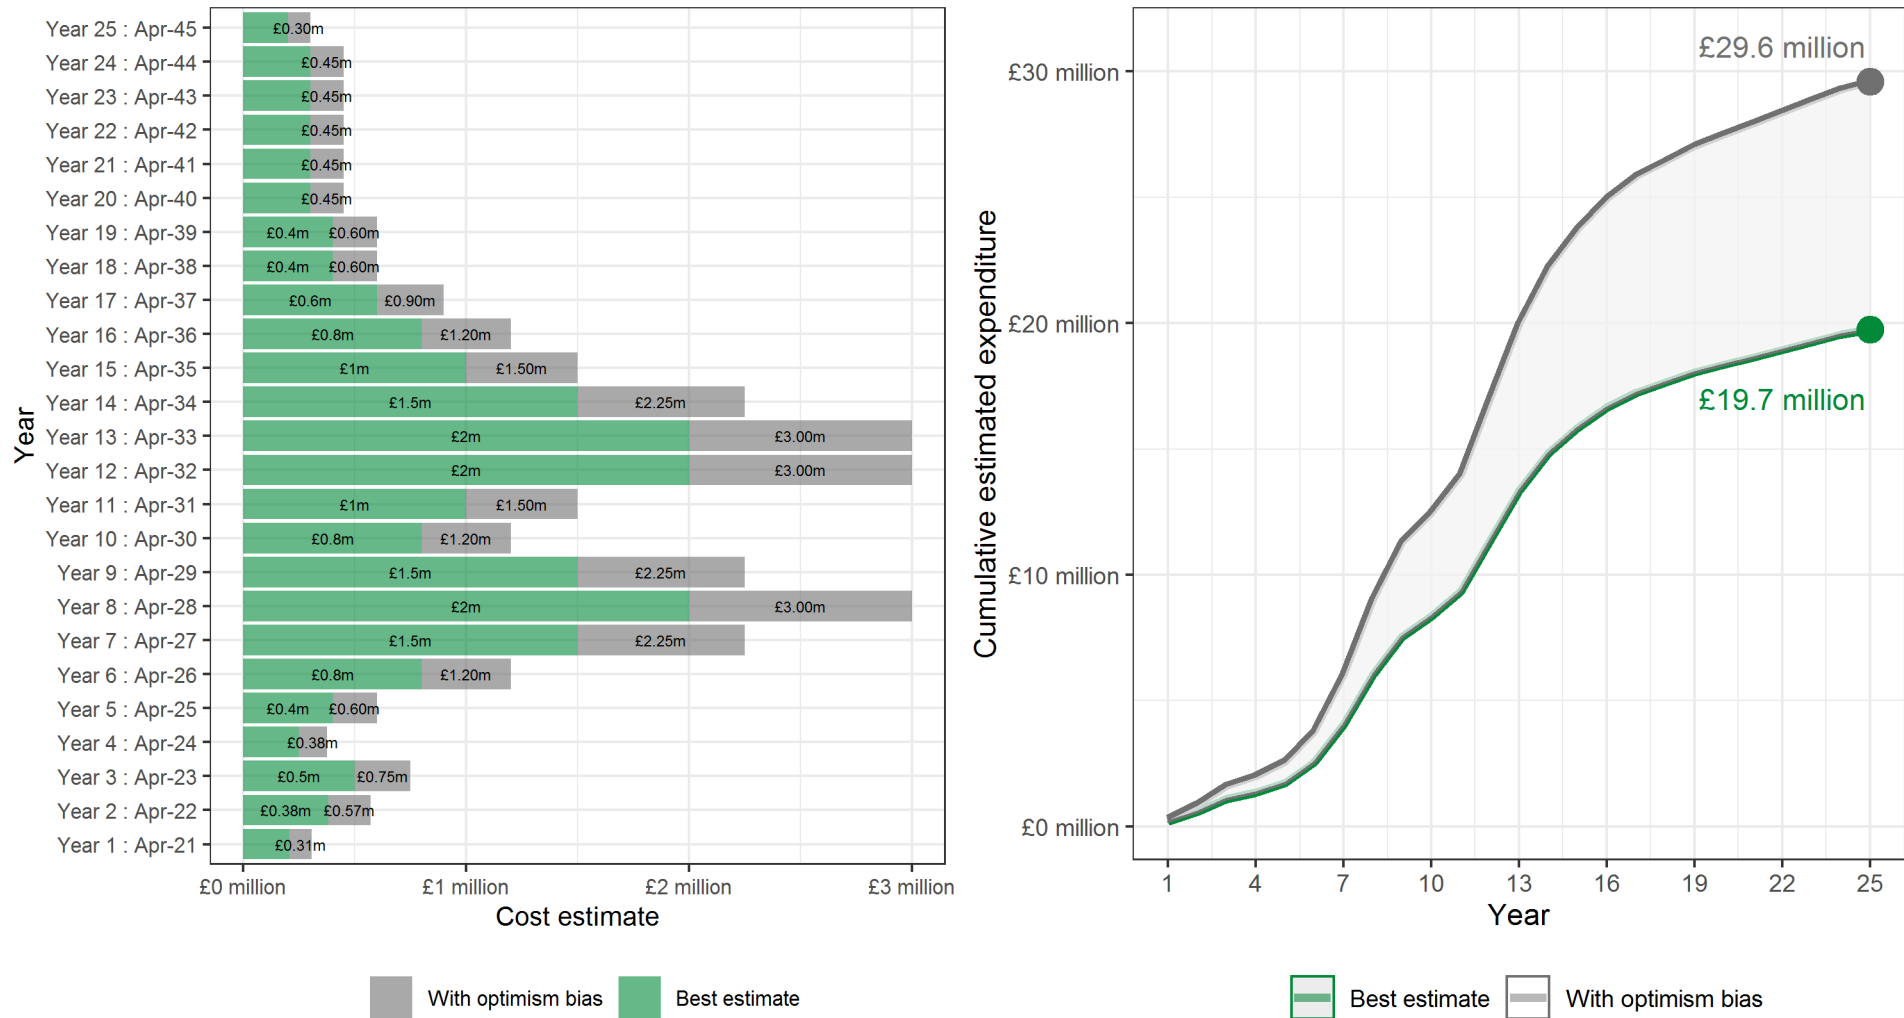 Year 25 : Apr-45 £0.30m
Year 24 : Apr-44 £0.45m
Year 23 : Apr-43 £0.45m
Year 22 : Apr-42 £0.45m
Year 21 : Apr-41 £0.45m
Year 20 : Apr-40 £0.45m
Year 19 : Apr-39 £0.4m £0.60m
Year 18 : Apr-38 £0.4m £0.60m
Year 17 : Apr-37 £0.6m £0.90m
Year 16 : Apr-36 £0.8m £1.20m
Year 15 : Apr-35 £1m £1.50m
Year 14 : Apr-34 £1.5m £2.25m
Year 13 : Apr-33 £2m £3.00m
Year 12 : Apr-32 £2m £3.00m
Year 11 : Apr-31 £1m £1.50m
Year 10 : Apr-30 £0.8m £1.20m
Year 9 : Apr-29 £1.5m £2.25m
Year 8 : Apr-28 £2m £3.00m
Year 7 : Apr-27 £1.5m £2.25m
Year 6 : Apr-26 £0.8m £1.20m
Year 5 : Apr-25 £0.4m £0.60m
Year 4 : Apr-24 £0.38m
Year 3 : Apr-23 £0.5m £0.75m
Year 2 : Apr-22 £0.38m £0.57m
Year 1 : Apr-21 £0.31m
Year
£0 million £1 million £2 million £3 million
Cost estimate
With optimism bias Best estimate
£29.6 million
£30 million
£20 million
£19.7 million
£10 million
£0 million
Cumulative estimated expenditure
1 4 7 10 13 16 19 22 25
Year
Best estimate With optimism bias